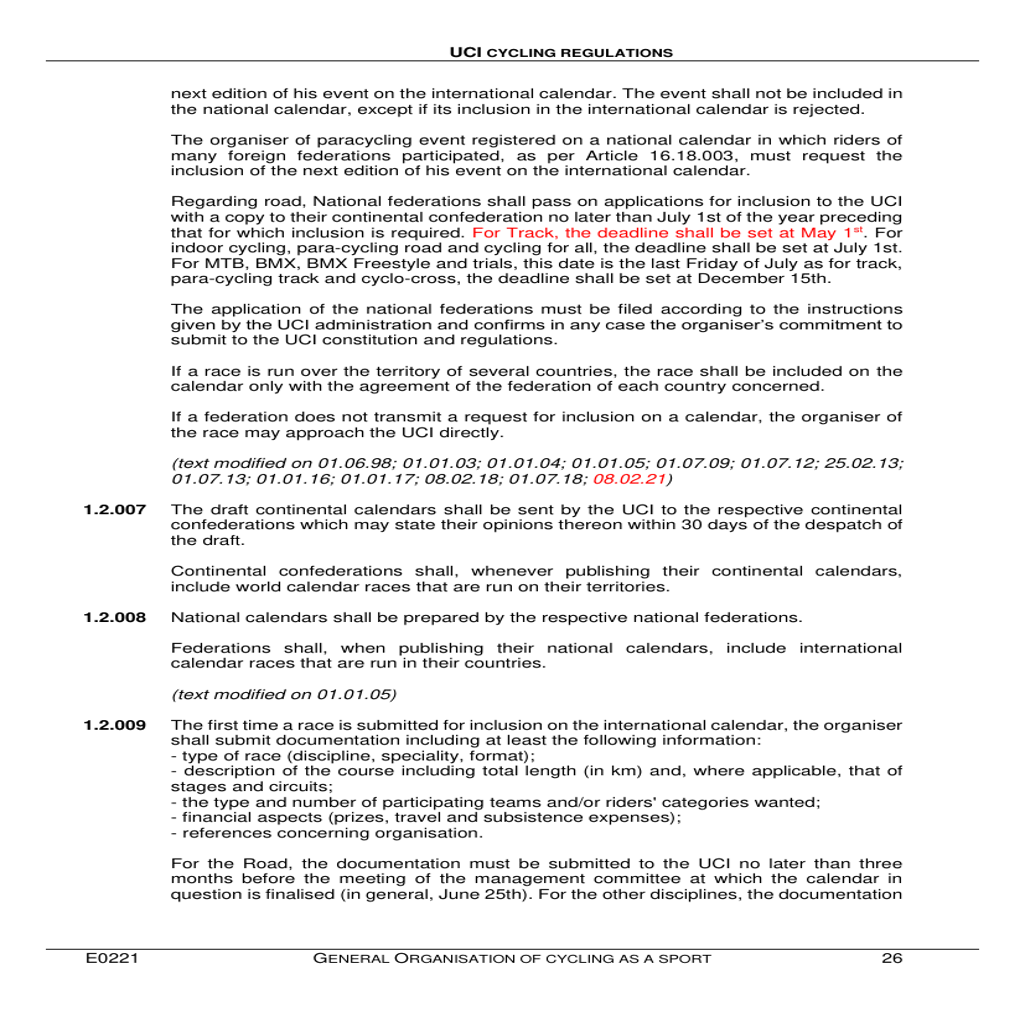 UCI CYCLING REGULATIONS
next edition of his event on the international calendar. The event shall not be included in
the national calendar, except if its inclusion in the international calendar is rejected.
The organiser of paracycling event registered on a national calendar in which riders of
many foreign federations participated, as per Article 16.18.003, must request the
inclusion of the next edition of his event on the international calendar.
Regarding road, National federations shall pass on applications for inclusion to the UCI
with a copy to their continental confederation no later than July 1st of the year preceding
that for which inclusion is required. For Track, the deadline shall be set at May 1st. For
indoor cycling, para-cycling road and cycling for all, the deadline shall be set at July 1st.
For MTB, BMX, BMX Freestyle and trials, this date is the last Friday of July as for track,
para-cycling track and cyclo-cross, the deadline shall be set at December 15th.
The application of the national federations must be filed according to the instructions
given by the UCI administration and confirms in any case the organiser's commitment to
submit to the UCI constitution and regulations.
If a race is run over the territory of several countries, the race shall be included on the
calendar only with the agreement of the federation of each country concerned.
If a federation does not transmit a request for inclusion on a calendar, the organiser of
the race may approach the UCI directly.
(text modified on 01.06.98; 01.01.03; 01.01.04; 01.01.05; 01.07.09; 01.07.12; 25.02.13;
01.07.13; 01.01.16; 01.01.17; 08.02.18; 01.07.18; 08.02.21)
1.2.007 The draft continental calendars shall be sent by the UCI to the respective continental
confederations which may state their opinions thereon within 30 days of the despatch of
the draft.
Continental confederations shall, whenever publishing their continental calendars,
include world calendar races that are run on their territories.
1.2.008 National calendars shall be prepared by the respective national federations.
Federations shall, when publishing their national calendars, include international
calendar races that are run in their countries.
(text modified on 01.01.05)
1.2.009 The first time a race is submitted for inclusion on the international calendar, the organiser
shall submit documentation including at least the following information:
- type of race (discipline, speciality, format);
- description of the course including total length (in km) and, where applicable, that of
stages and circuits;
- the type and number of participating teams and/or riders' categories wanted;
- financial aspects (prizes, travel and subsistence expenses);
- references concerning organisation.
For the Road, the documentation must be submitted to the UCI no later than three
months before the meeting of the management committee at which the calendar in
question is finalised (in general, June 25th). For the other disciplines, the documentation
E0221 GENERAL ORGANISATION OF CYCLING AS A SPORT 26